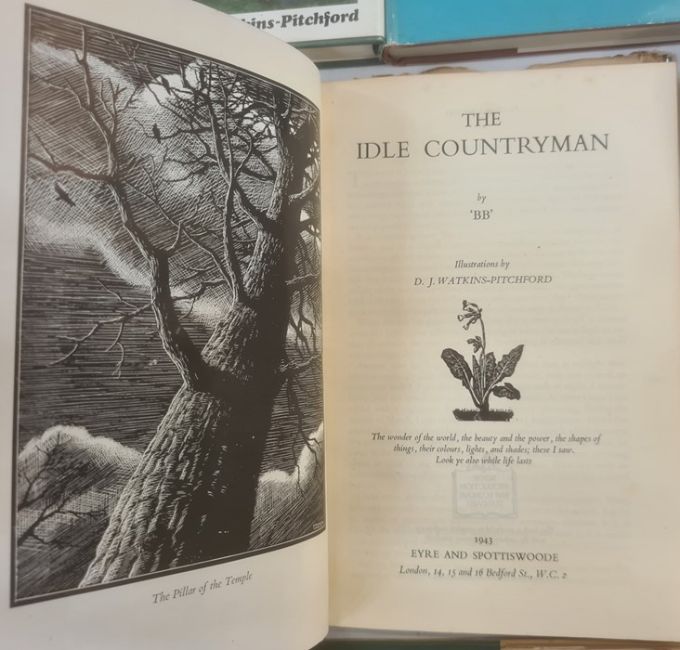 kins-Pitchford
The Pillar of the Temple
THE
IDLE COUNTRYMAN
by
'BB'
Illustrations by
D. J. WATKINS-PITCHFORD
The wonder of the world, the beauty and the power, the shapes of
things, their colours, lights, and shades; these I saw.
Look ye also while life lasts
1943
EYRE AND SPOTTISWOODE
London, 14, 15 and 16 Bedford St., W.C. 2